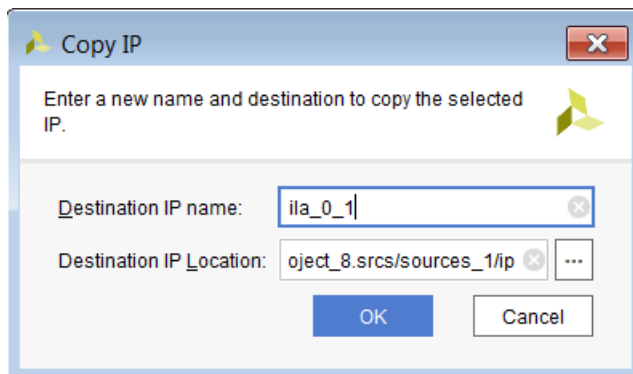 Copy IP
Enter a new name and destination to copy the selected
IP.
Destination IP name: ila_0_1
Destination IP Location: oject_8.srcs/sources_1/ip ...
OK Cancel